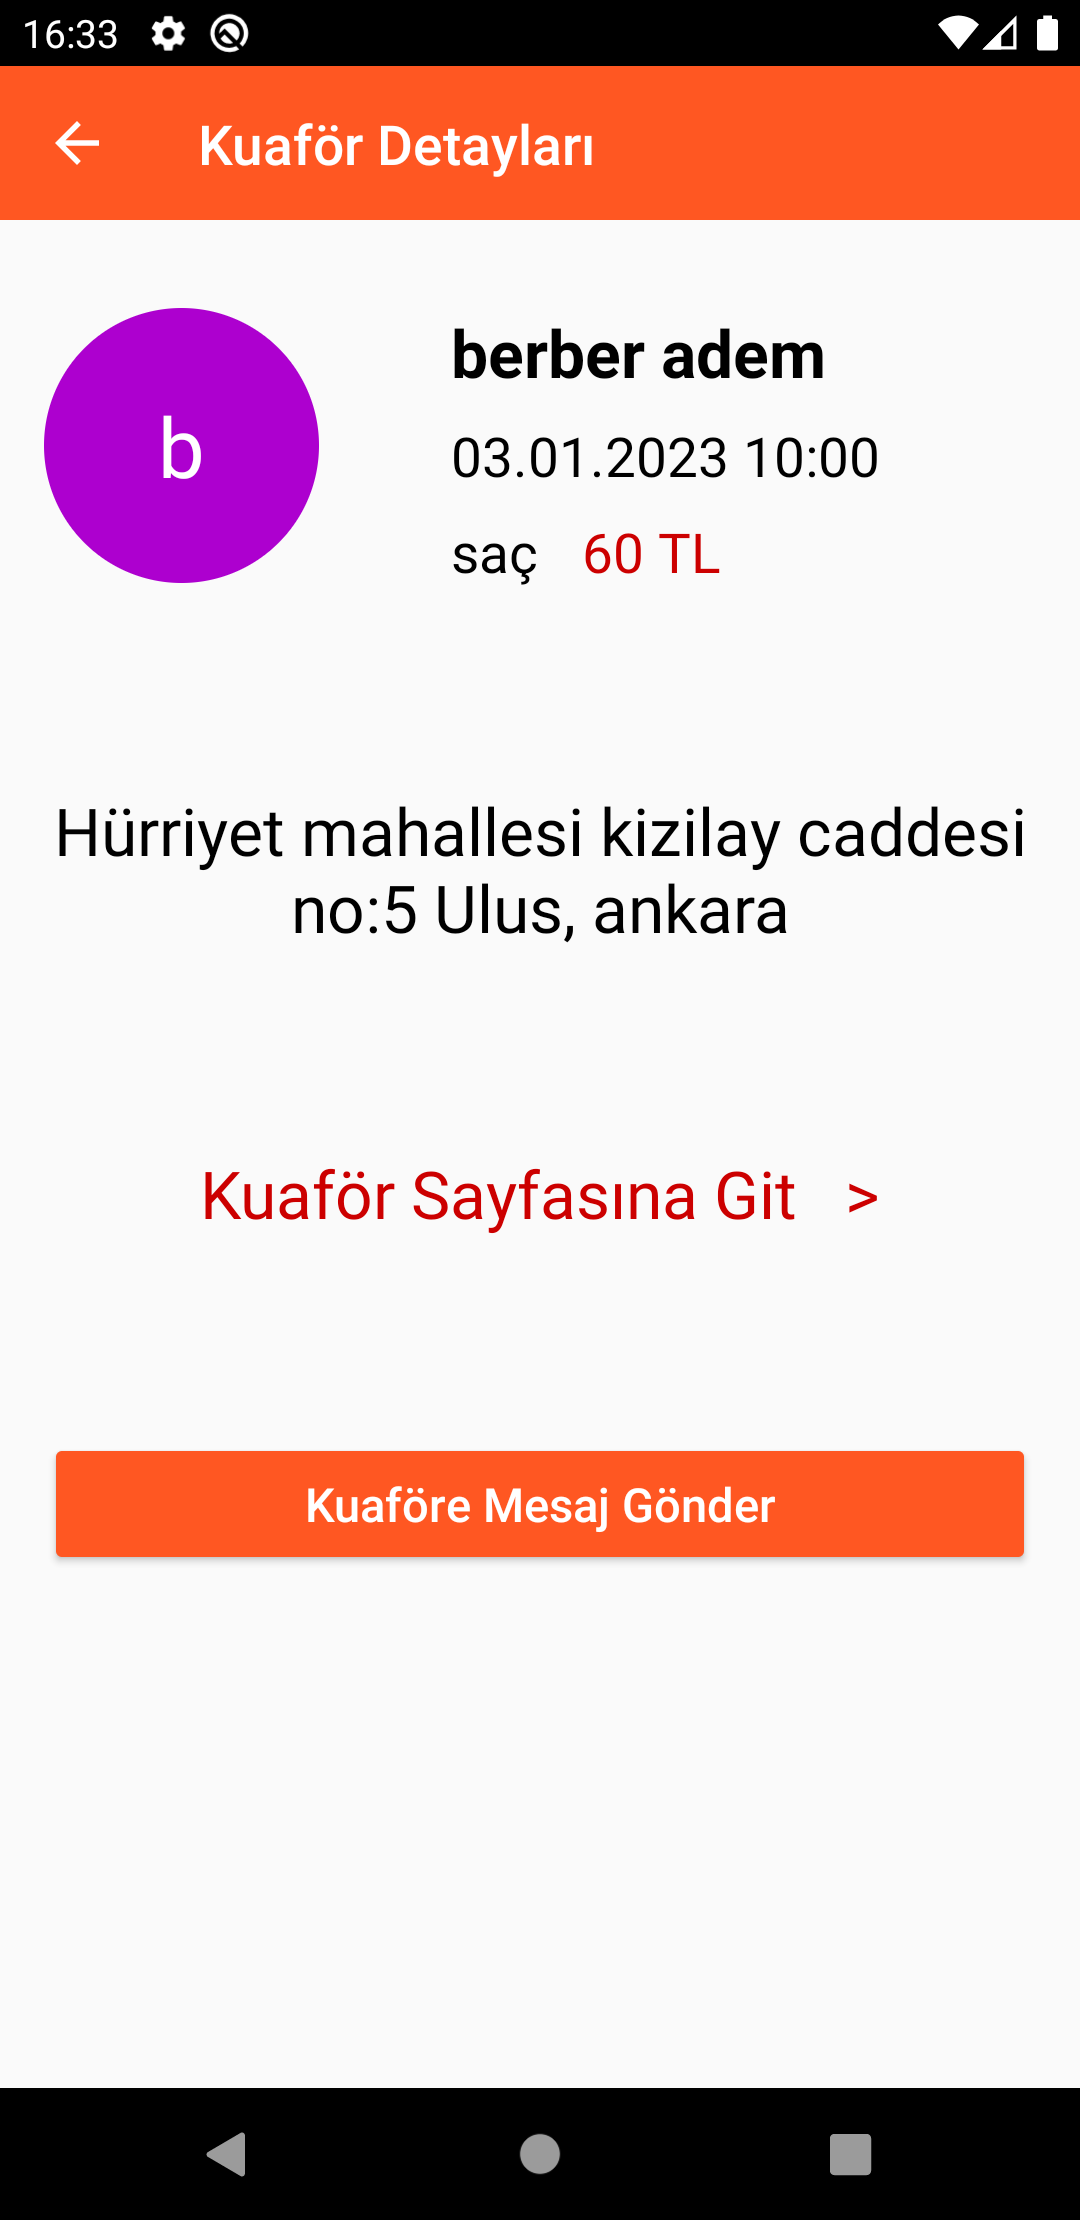 16:33
Kuaför Detayları
b
berber adem
03.01.2023 10:00
saç 60 TL
Hürriyet mahallesi kizilay caddesi
no:5 Ulus, ankara
Kuaför Sayfasına Git >
Kuaföre Mesaj Gönder